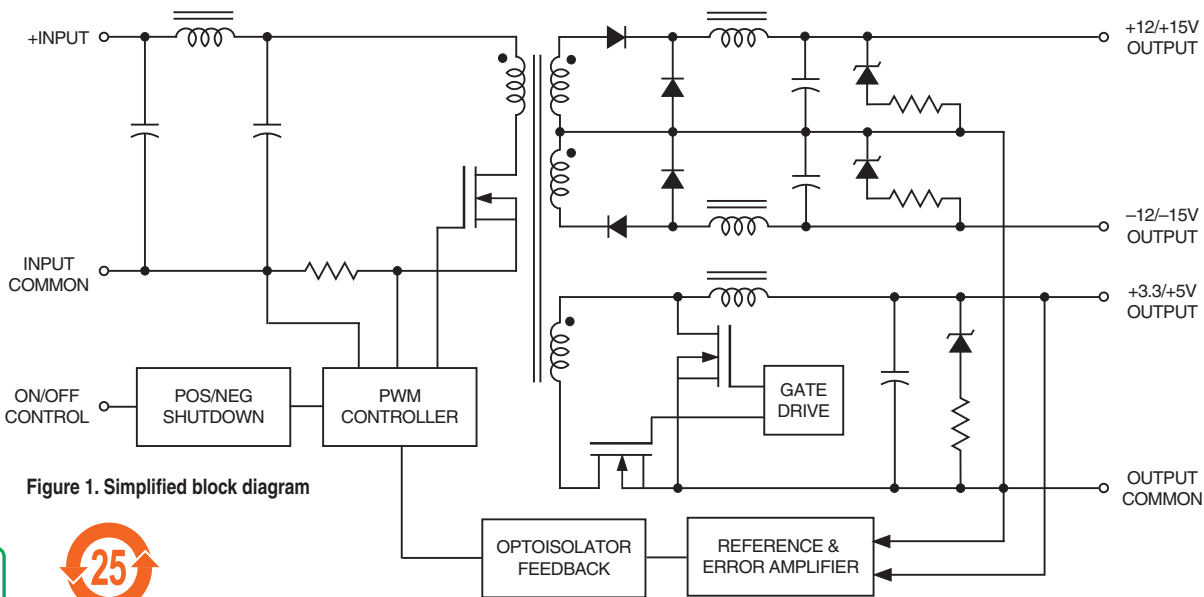 +INPUT
+12/+15V
OUTPUT
–12/–15V
OUTPUT
INPUT
COMMON
+3.3/+5V
OUTPUT
ON/OFF
CONTROL
POS/NEG
SHUTDOWN
PWM
CONTROLLER
GATE
DRIVE
Figure 1. Simplified block diagram
OUTPUT
COMMON
OPTOISOLATOR
FEEDBACK
REFERENCE &
ERROR AMPLIFIER
25